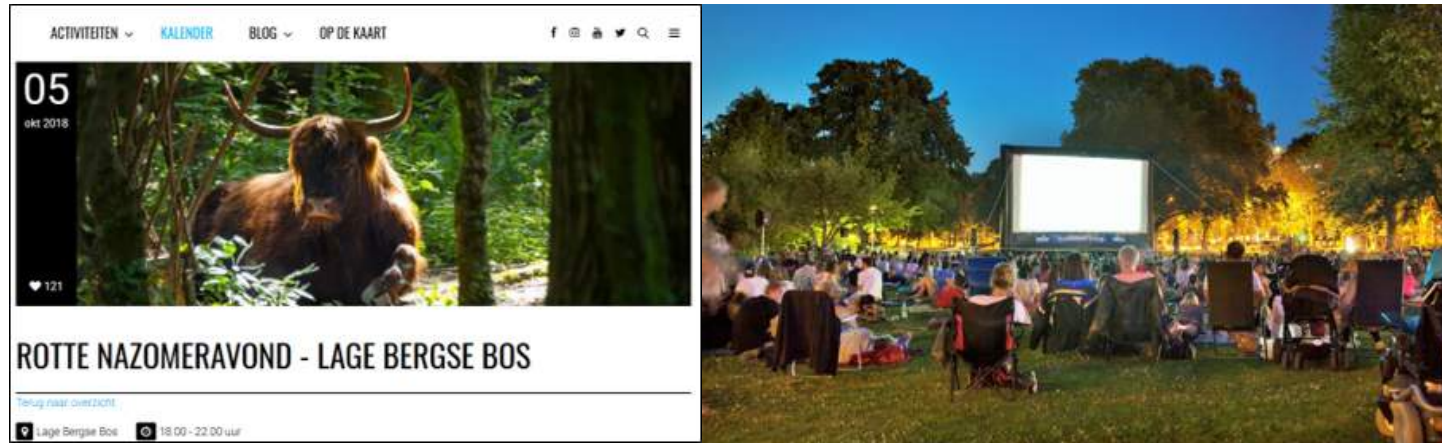 ACTIVITEITEN KALENDER BLOG OP DE KAART
05
okt 2018
121
ROTTE NAZOMERAVOND - LAGE BERGSE BOS
Terug naar overzicht
Lage Bergse Bos 18.00 - 22.00 uur